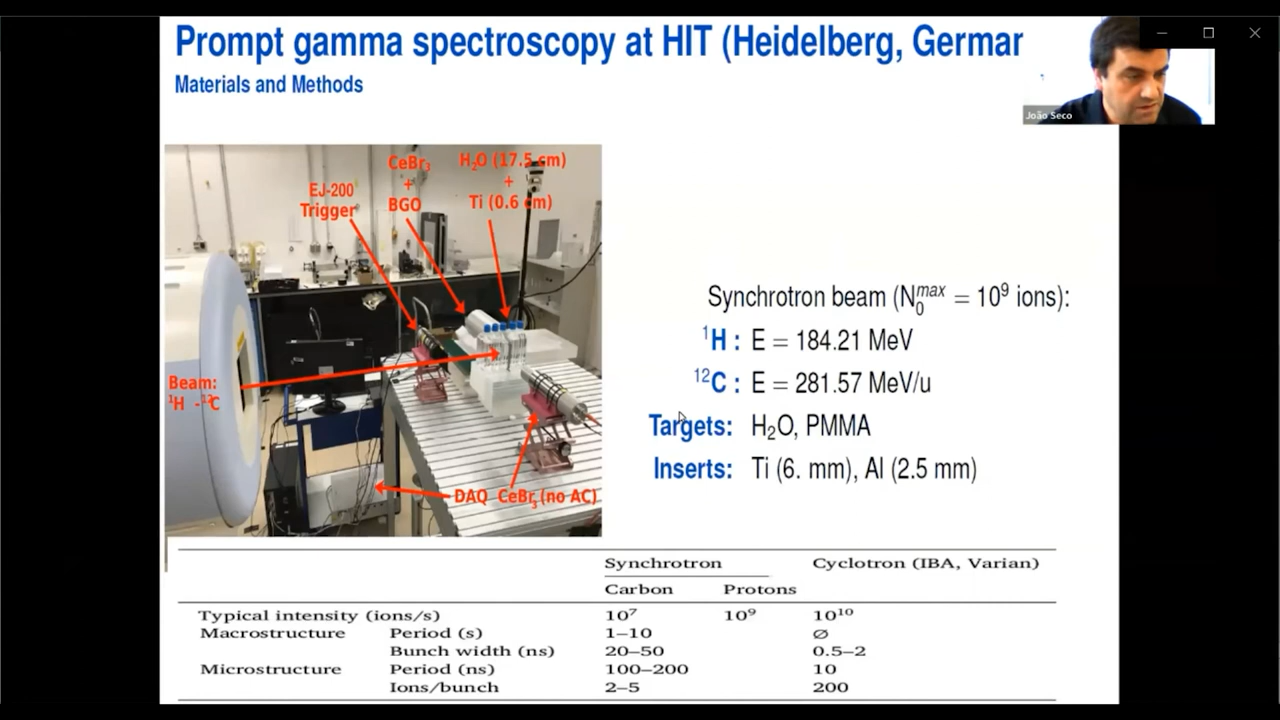 Prompt gamma spectroscopy at HIT (Heidelberg, Germar
Materials and Methods
João Seco
CeBr₃
+
BGO
H₂O (17.5 cm)
+
Ti (0.6 cm)
EJ-200
Trigger
Beam:
¹H - ¹²C
DAQ CeBr₃ (no AC)
Synchrotron beam (N₀ᵐᵃˣ = 10⁹ ions):
¹H : E = 184.21 MeV
¹²C : E = 281.57 MeV/u
Targets: H₂O, PMMA
Inserts: Ti (6. mm), Al (2.5 mm)
Synchrotron Cyclotron (IBA, Varian)
Carbon Protons
Typical intensity (ions/s) 10⁷ 10⁹ 10¹⁰
Macrostructure Period (s) 1–10 ∅
Bunch width (ns) 20–50 0.5–2
Microstructure Period (ns) 100–200 10
Ions/bunch 2–5 200